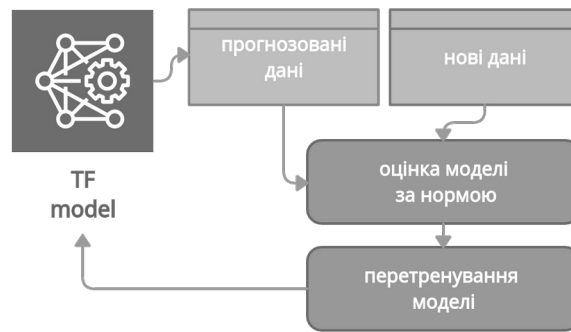 прогнозовані
дані
нові дані
оцінка моделі
за нормою
TF
model
перетренування
моделі